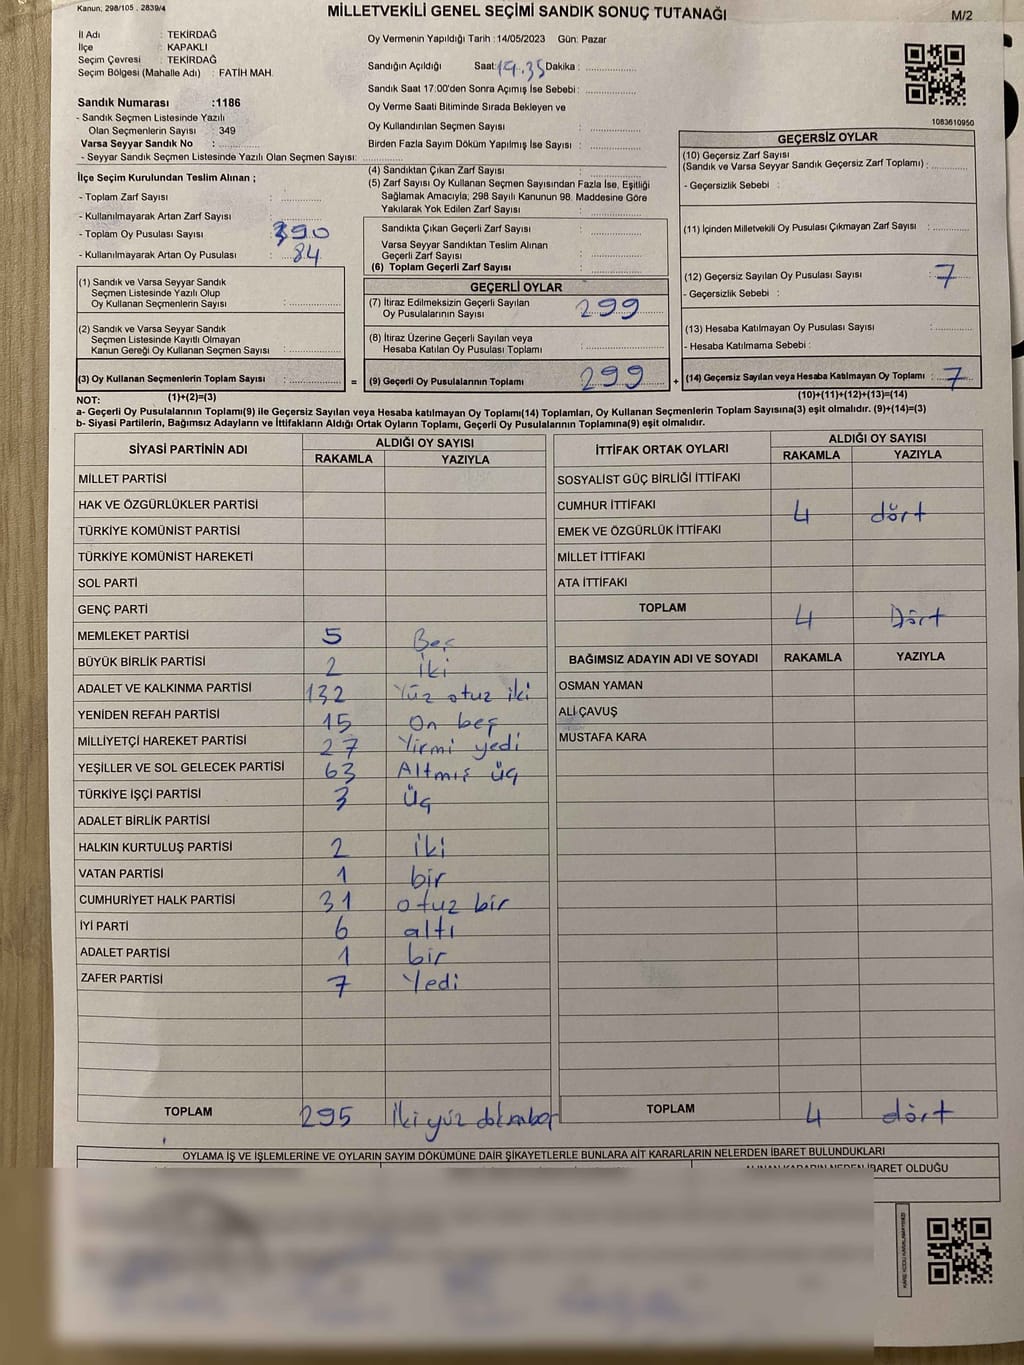 Kanun; 298/105 . 2839/4
MİLLETVEKİLİ GENEL SEÇİMİ SANDIK SONUÇ TUTANAĞI
M/2
İl Adı : TEKİRDAĞ
İlçe : KAPAKLI
Seçim Çevresi : TEKİRDAĞ
Seçim Bölgesi (Mahalle Adı) : FATİH MAH.
Sandık Numarası :1186
- Sandık Seçmen Listesinde Yazılı
Olan Seçmenlerin Sayısı : 349
Varsa Seyyar Sandık No :
- Seyyar Sandık Seçmen Listesinde Yazılı Olan Seçmen Sayısı:
İlçe Seçim Kurulundan Teslim Alınan ;
- Toplam Zarf Sayısı :
- Kullanılmayarak Artan Zarf Sayısı :
- Toplam Oy Pusulası Sayısı : 390
- Kullanılmayarak Artan Oy Pusulası : 84
(1) Sandık ve Varsa Seyyar Sandık
Seçmen Listesinde Yazılı Olup
Oy Kullanan Seçmenlerin Sayısı :
(2) Sandık ve Varsa Seyyar Sandık
Seçmen Listesinde Kayıtlı Olmayan
Kanun Gereği Oy Kullanan Seçmen Sayısı :
(3) Oy Kullanan Seçmenlerin Toplam Sayısı : =
Oy Vermenin Yapıldığı Tarih : 14/05/2023 Gün: Pazar
Sandığın Açıldığı Saat: 19.35 Dakika :
Sandık Saat 17:00'den Sonra Açımış İse Sebebi :
Oy Verme Saati Bitiminde Sırada Bekleyen ve
Oy Kullandırılan Seçmen Sayısı :
Birden Fazla Sayım Döküm Yapılmış İse Sayısı :
(4) Sandıktan Çıkan Zarf Sayısı :
(5) Zarf Sayısı Oy Kullanan Seçmen Sayısından Fazla İse, Eşitliği
Sağlamak Amacıyla; 298 Sayılı Kanunun 98. Maddesine Göre
Yakılarak Yok Edilen Zarf Sayısı :
Sandıkta Çıkan Geçerli Zarf Sayısı :
Varsa Seyyar Sandıktan Teslim Alınan
Geçerli Zarf Sayısı :
(6) Toplam Geçerli Zarf Sayısı :
GEÇERLİ OYLAR
(7) İtiraz Edilmeksizin Geçerli Sayılan
Oy Pusulalarının Sayısı : 299
(8) İtiraz Üzerine Geçerli Sayılan veya
Hesaba Katılan Oy Pusulası Toplamı :
(9) Geçerli Oy Pusulalarının Toplamı : 299 +
1083610950
GEÇERSİZ OYLAR
(10) Geçersiz Zarf Sayısı
(Sandık ve Varsa Seyyar Sandık Geçersiz Zarf Toplamı) :
- Geçersizlik Sebebi :
(11) İçinden Milletvekili Oy Pusulası Çıkmayan Zarf Sayısı :
(12) Geçersiz Sayılan Oy Pusulası Sayısı : 7
- Geçersizlik Sebebi :
(13) Hesaba Katılmayan Oy Pusulası Sayısı :
- Hesaba Katılmama Sebebi :
(14) Geçersiz Sayılan veya Hesaba Katılmayan Oy Toplamı : 7
NOT: (1)+(2)=(3) (10)+(11)+(12)+(13)=(14)
a- Geçerli Oy Pusulalarının Toplamı(9) ile Geçersiz Sayılan veya Hesaba katılmayan Oy Toplamı(14) Toplamları, Oy Kullanan Seçmenlerin Toplam Sayısına(3) eşit olmalıdır. (9)+(14)=(3)
b- Siyasi Partilerin, Bağımsız Adayların ve İttifakların Aldığı Ortak Oyların Toplamı, Geçerli Oy Pusulalarının Toplamına(9) eşit olmalıdır.
SİYASİ PARTİNİN ADI ALDIĞI OY SAYISI
RAKAMLA YAZIYLA
MİLLET PARTİSİ
HAK VE ÖZGÜRLÜKLER PARTİSİ
TÜRKİYE KOMÜNİST PARTİSİ
TÜRKİYE KOMÜNİST HAREKETİ
SOL PARTİ
GENÇ PARTİ
MEMLEKET PARTİSİ 5 Beş
BÜYÜK BİRLİK PARTİSİ 2 İki
ADALET VE KALKINMA PARTİSİ 132 Yüz otuz iki
YENİDEN REFAH PARTİSİ 15 On beş
MİLLİYETÇİ HAREKET PARTİSİ 27 Yirmi yedi
YEŞİLLER VE SOL GELECEK PARTİSİ 63 Altmış üç
TÜRKİYE İŞÇİ PARTİSİ 3 Üç
ADALET BİRLİK PARTİSİ
HALKIN KURTULUŞ PARTİSİ 2 iki
VATAN PARTİSİ 1 bir
CUMHURİYET HALK PARTİSİ 31 otuz bir
İYİ PARTİ 6 altı
ADALET PARTİSİ 1 bir
ZAFER PARTİSİ 7 Yedi
TOPLAM 295 İki yüz
İTTİFAK ORTAK OYLARI ALDIĞI OY SAYISI
RAKAMLA YAZIYLA
SOSYALİST GÜÇ BİRLİĞİ İTTİFAKI
CUMHUR İTTİFAKI 4 dört
EMEK VE ÖZGÜRLÜK İTTİFAKI
MİLLET İTTİFAKI
ATA İTTİFAKI
TOPLAM 4 Dört
BAĞIMSIZ ADAYIN ADI VE SOYADI RAKAMLA YAZIYLA
OSMAN YAMAN
ALİ ÇAVUŞ
MUSTAFA KARA
TOPLAM 4 dört
OYLAMA İŞ VE İŞLEMLERİNE VE OYLARIN SAYIM DÖKÜMÜNE DAİR ŞİKAYETLERLE BUNLARA AİT KARARLARIN NELERDEN İBARET BULUNDUKLARI
İBARET OLDUĞU